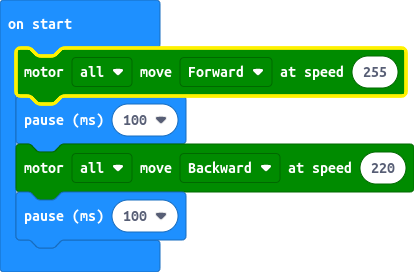 on start
motor all move Forward at speed 255
pause (ms) 100
motor all move Backward at speed 220
pause (ms) 100